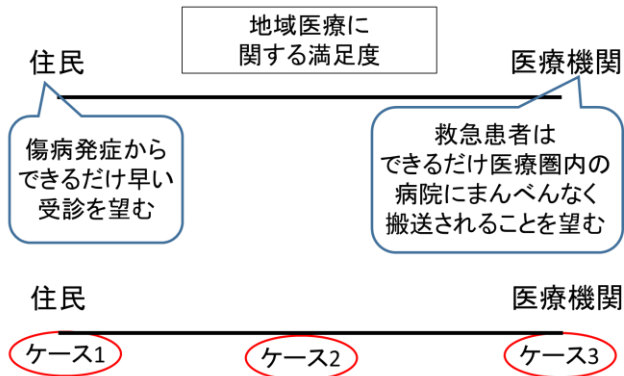 地域医療に
関する満足度
住民
医療機関
傷病発症から
できるだけ早い
受診を望む
救急患者は
できるだけ医療圏内の
病院にまんべんなく
搬送されることを望む
住民
医療機関
ケース1
ケース2
ケース3